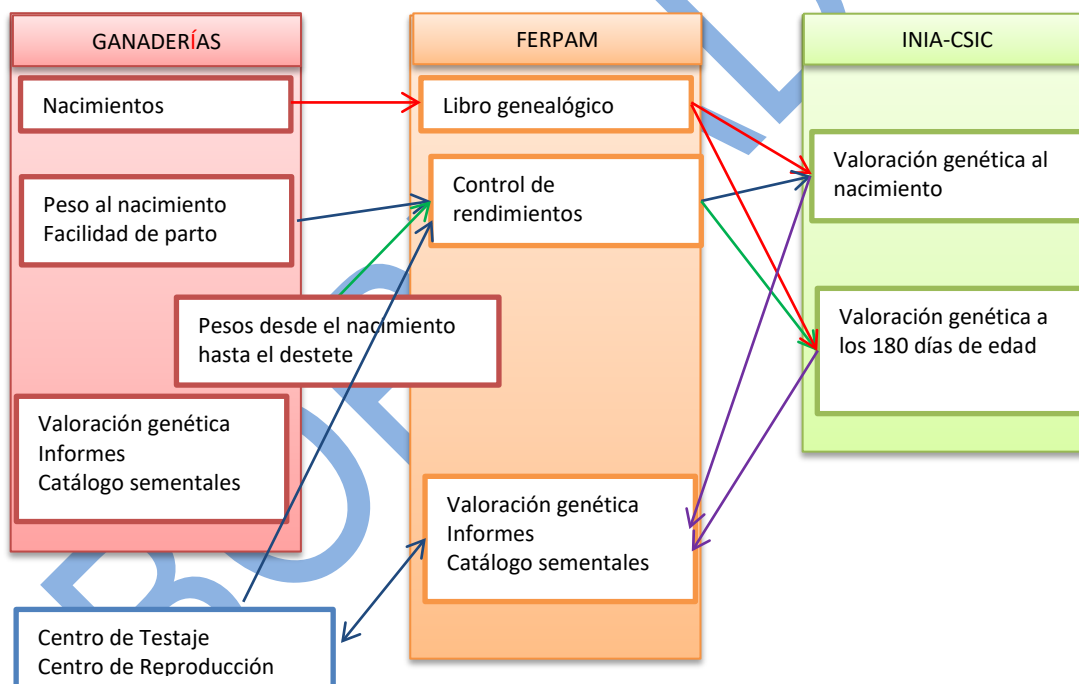 GANADERÍAS
Nacimientos
Peso al nacimiento
Facilidad de parto
Pesos desde el nacimiento
hasta el destete
Valoración genética
Informes
Catálogo sementales
Centro de Testaje
Centro de Reproducción
FERPAM
Libro genealógico
Control de
rendimientos
Valoración genética
Informes
Catálogo sementales
INIA-CSIC
Valoración genética al
nacimiento
Valoración genética a
los 180 días de edad